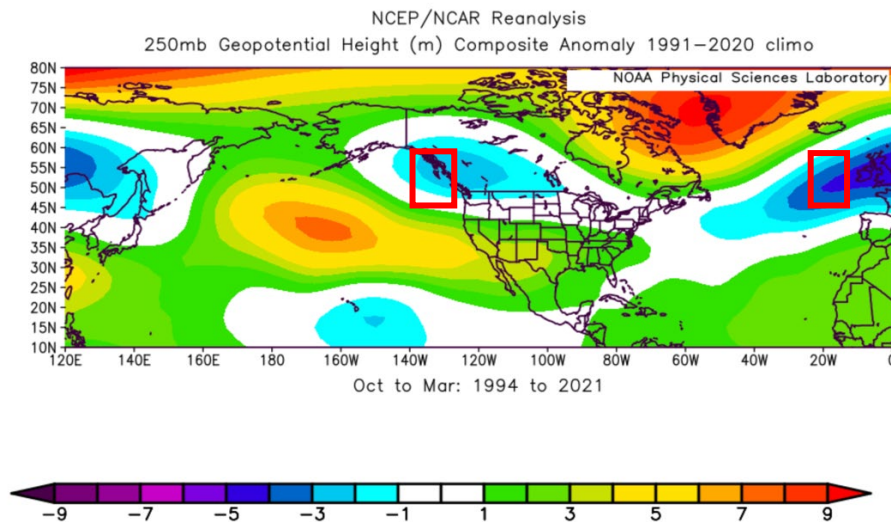 NCEP/NCAR Reanalysis
250mb Geopotential Height (m) Composite Anomaly 1991−2020 climo
NOAA Physical Sciences Laboratory
80N
75N
70N
65N
60N
55N
50N
45N
40N
35N
30N
25N
20N
15N
10N
120E 140E 160E 180 160W 140W 120W 100W 80W 60W 40W 20W 0
Oct to Mar: 1994 to 2021
−9 −7 −5 −3 −1 1 3 5 7 9